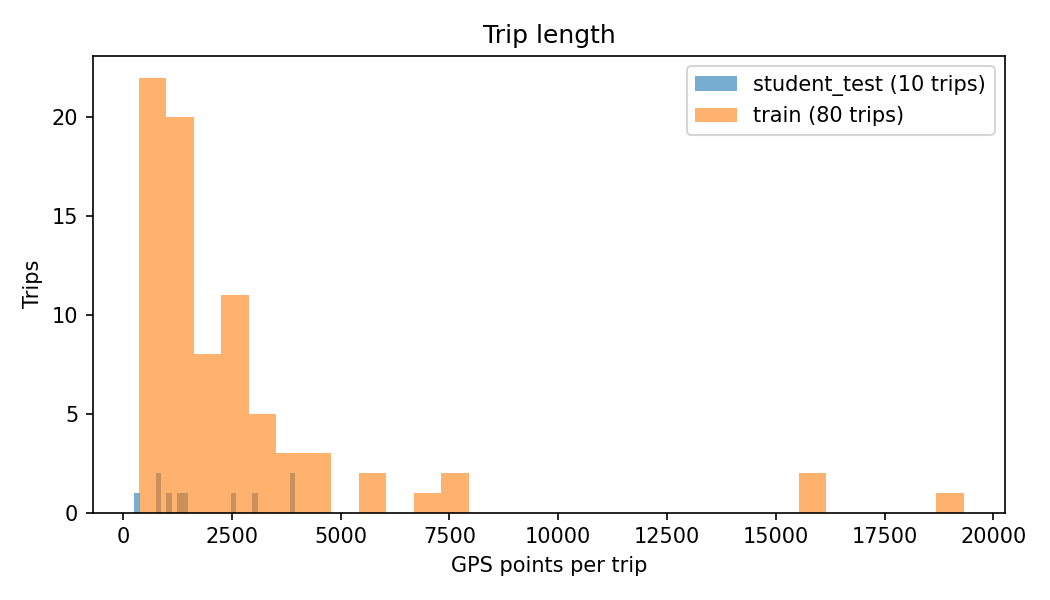 Trip length
student_test (10 trips)
train (80 trips)
Trips
20
15
10
5
0
0 2500 5000 7500 10000 12500 15000 17500 20000
GPS points per trip